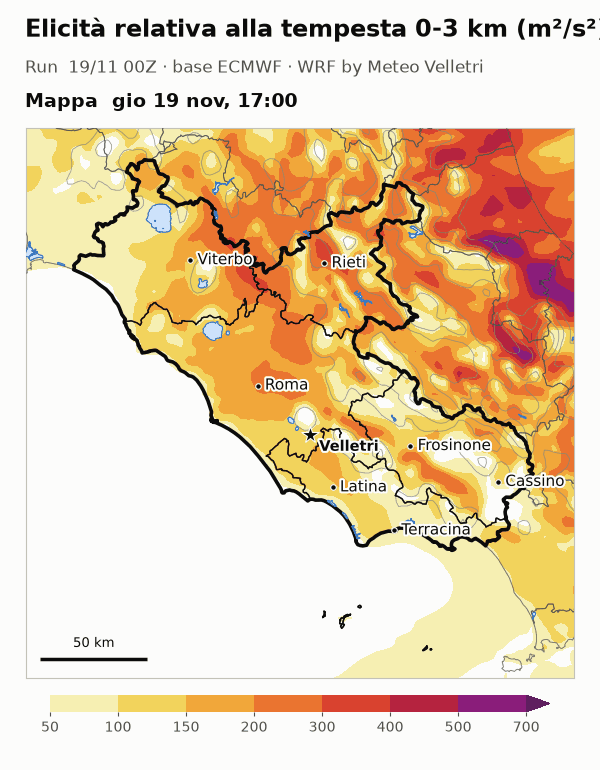 Elicità relativa alla tempesta 0-3 km (m²/s²)
Run 19/11 00Z · base ECMWF · WRF by Meteo Velletri
Mappa gio 19 nov, 17:00
Viterbo
Rieti
Roma
Velletri
Frosinone
Cassino
Latina
Terracina
50 km
50 100 150 200 300 400 500 700